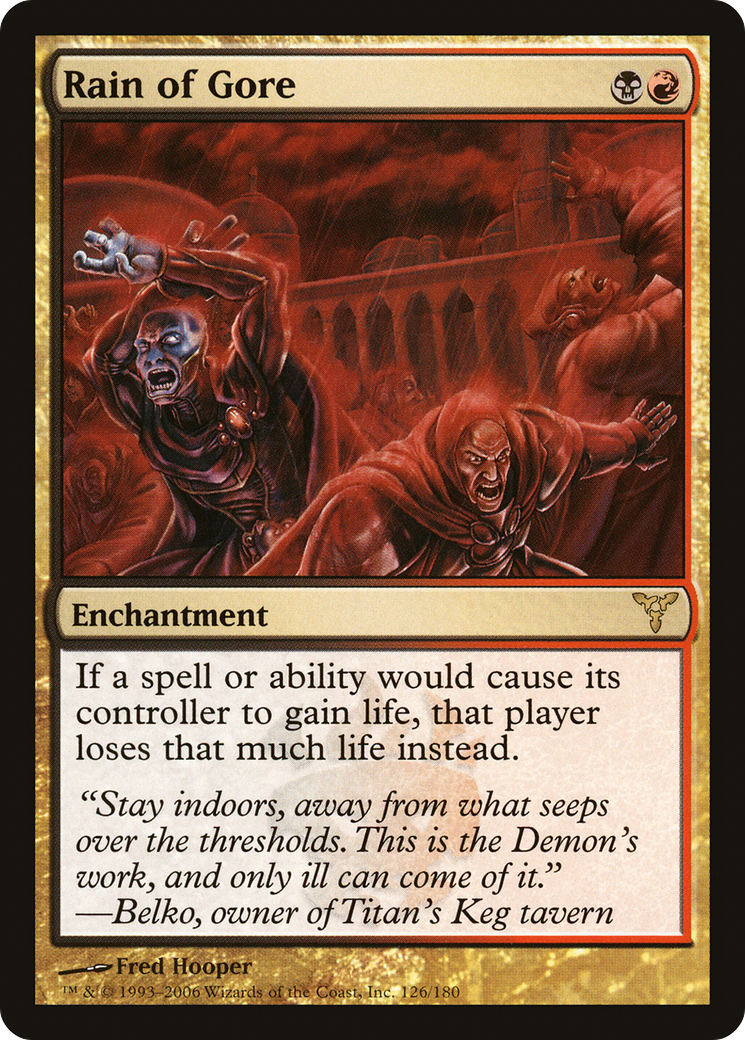 Rain of Gore
Enchantment
If a spell or ability would cause its
controller to gain life, that player
loses that much life instead.
“Stay indoors, away from what seeps
over the thresholds. This is the Demon’s
work, and only ill can come of it.”
—Belko, owner of Titan’s Keg tavern
Fred Hooper
™ & © 1993–2006 Wizards of the Coast, Inc. 126/180